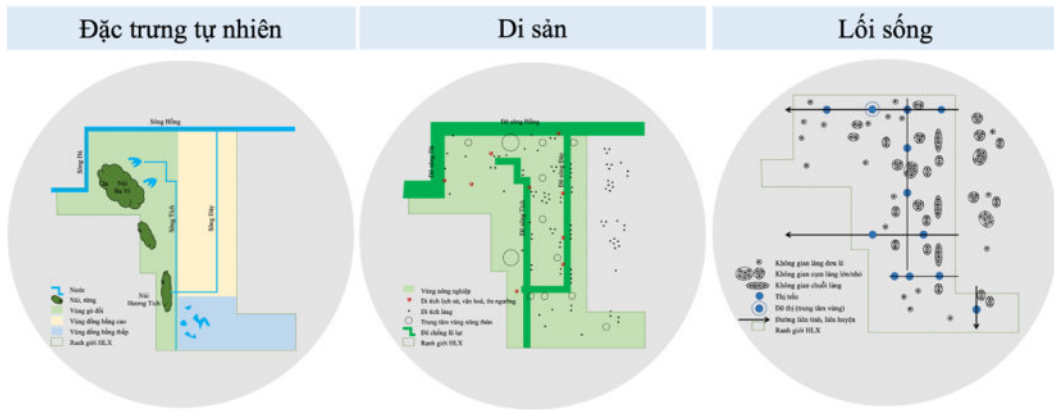 Đặc trưng tự nhiên
Di sản
Lối sống
Sông Hồng
Sông Đà
Núi
Ba Vì
Sông Tích
Sông Đáy
Núi
Hương Tích
Nước
Núi, rừng
Vùng gò đồi
Vùng đồng bằng cao
Vùng đồng bằng thấp
Ranh giới HLX
Đê sông Hồng
Đê sông Đà
Đê sông Tích
Đê sông Đáy
Vùng nông nghiệp
Di tích lịch sử, văn hoá, tín ngưỡng
Di tích làng
Trung tâm vùng nông thôn
Đê chống lũ lụt
Ranh giới HLX
Không gian làng đơn lẻ
Không gian cụm làng lớn/nhỏ
Không gian chuỗi làng
Thị trấn
Đô thị (trung tâm vùng)
Đường liên tỉnh, liên huyện
Ranh giới HLX